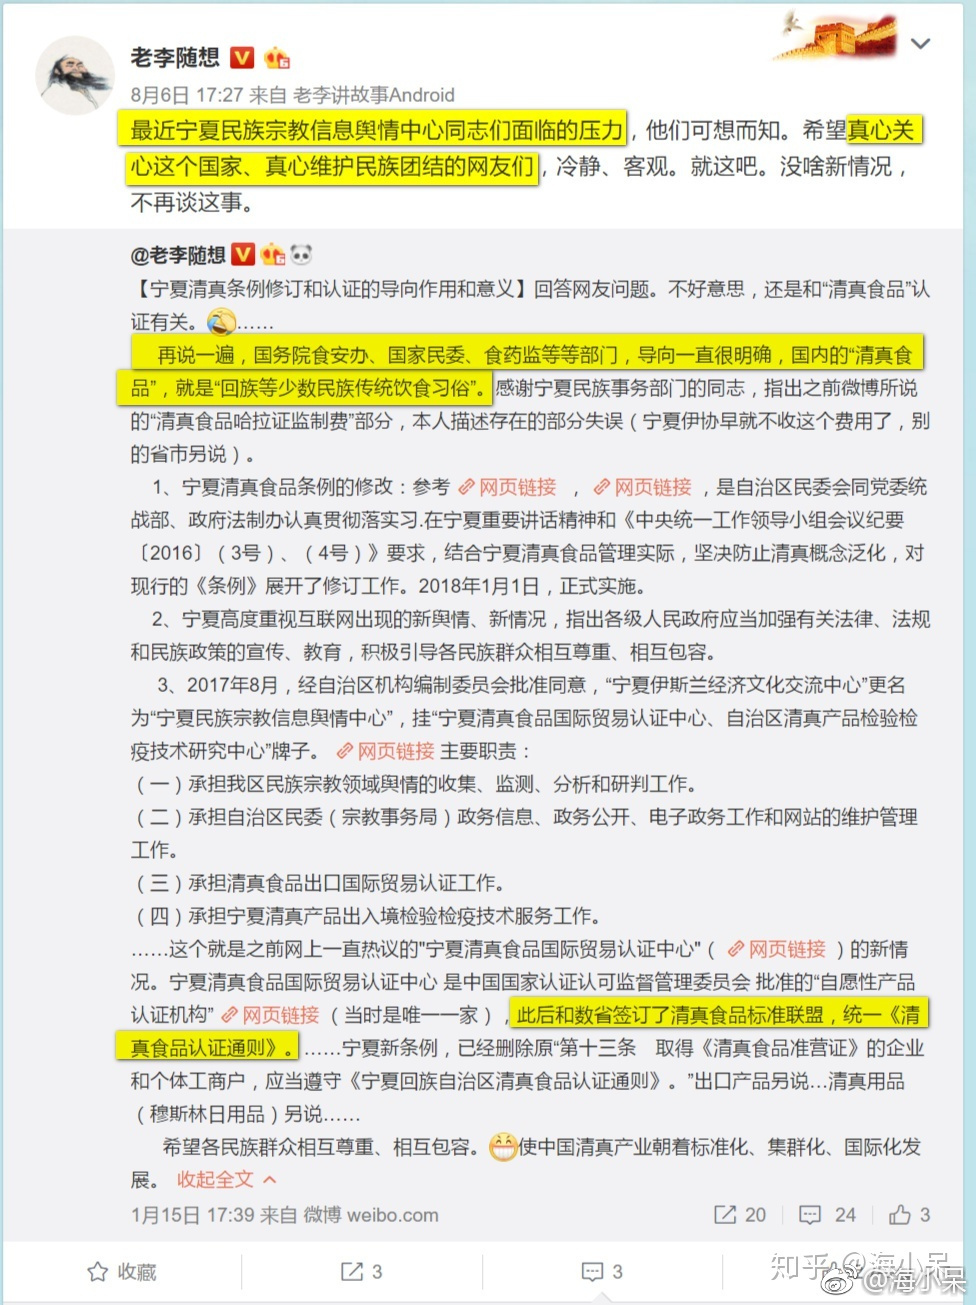 老李随想
8月6日 17:27 来自 老李讲故事Android
最近宁夏民族宗教信息舆情中心同志们面临的压力，他们可想而知。希望真心关
心这个国家、真心维护民族团结的网友们，冷静、客观。就这吧。没啥新情况，
不再谈这事。
@老李随想
【宁夏清真条例修订和认证的导向作用和意义】回答网友问题。不好意思，还是和“清真食品”认
证有关。……
再说一遍，国务院食安办、国家民委、食药监等等部门，导向一直很明确，国内的“清真食
品”，就是“回族等少数民族传统饮食习俗”。感谢宁夏民族事务部门的同志，指出之前微博所说
的“清真食品哈拉证监制费”部分，本人描述存在的部分失误（宁夏伊协早就不收这个费用了，别
的省市另说）。
1、宁夏清真食品条例的修改：参考 网页链接 ，网页链接 ，是自治区民委会同党委统
战部、政府法制办认真贯彻落实习.在宁夏重要讲话精神和《中央统一工作领导小组会议纪要
〔2016〕（3号）、（4号）》要求，结合宁夏清真食品管理实际，坚决防止清真概念泛化，对
现行的《条例》展开了修订工作。2018年1月1日，正式实施。
2、宁夏高度重视互联网出现的新舆情、新情况，指出各级人民政府应当加强有关法律、法规
和民族政策的宣传、教育，积极引导各民族群众相互尊重、相互包容。
3、2017年8月，经自治区机构编制委员会批准同意，“宁夏伊斯兰经济文化交流中心”更名
为“宁夏民族宗教信息舆情中心”，挂“宁夏清真食品国际贸易认证中心、自治区清真产品检验检
疫技术研究中心”牌子。 网页链接 主要职责：
（一）承担我区民族宗教领域舆情的收集、监测、分析和研判工作。
（二）承担自治区民委（宗教事务局）政务信息、政务公开、电子政务工作和网站的维护管理
工作。
（三）承担清真食品出口国际贸易认证工作。
（四）承担宁夏清真产品出入境检验检疫技术服务工作。
……这个就是之前网上一直热议的"宁夏清真食品国际贸易认证中心"（ 网页链接 ）的新情
况。宁夏清真食品国际贸易认证中心 是中国国家认证认可监督管理委员会 批准的“自愿性产品
认证机构” 网页链接 （当时是唯一一家），此后和数省签订了清真食品标准联盟，统一《清
真食品认证通则》。……宁夏新条例，已经删除原“第十三条　取得《清真食品准营证》的企业
和个体工商户，应当遵守《宁夏回族自治区清真食品认证通则》。”出口产品另说…清真用品
（穆斯林日用品）另说……
希望各民族群众相互尊重、相互包容。使中国清真产业朝着标准化、集群化、国际化发
展。 收起全文
1月15日 17:39 来自 微博 weibo.com
20 24 3
收藏 3 3
知乎 @海小呆
@海小呆